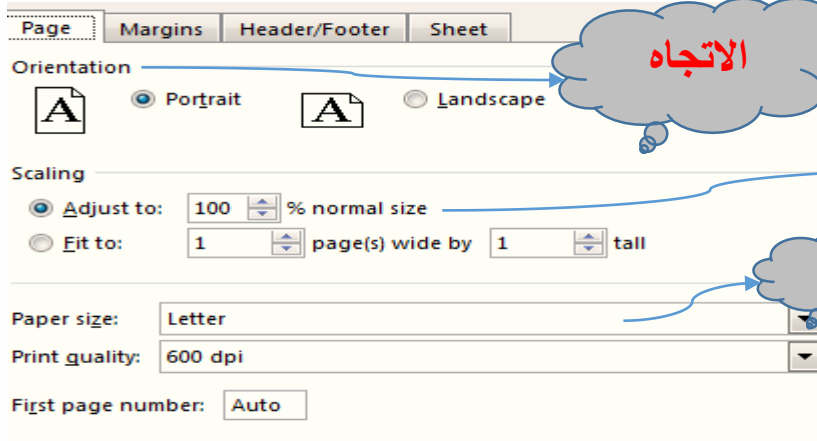 Page Margins Header/Footer Sheet
Orientation
الاتجاه
A Portrait A Landscape
Scaling
Adjust to: 100 % normal size
Fit to: 1 page(s) wide by 1 tall
Paper size: Letter
Print quality: 600 dpi
First page number: Auto